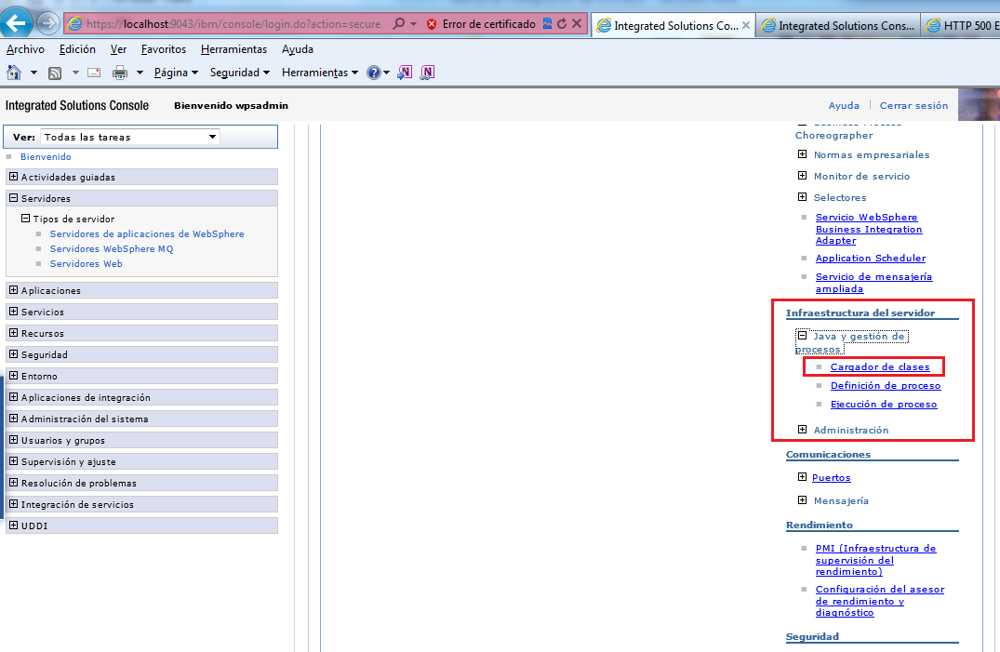 https://localhost:9043/ibm/console/login.do?action=secure
Error de certificado
Integrated Solutions Co...
Integrated Solutions Cons...
HTTP 500 E
Archivo Edición Ver Favoritos Herramientas Ayuda
Página Seguridad Herramientas
Integrated Solutions Console
Bienvenido wpsadmin
Ayuda
Cerrar sesión
Ver: Todas las tareas
Bienvenido
Actividades guiadas
Servidores
Tipos de servidor
Servidores de aplicaciones de WebSphere
Servidores WebSphere MQ
Servidores Web
Aplicaciones
Servicios
Recursos
Seguridad
Entorno
Aplicaciones de integración
Administración del sistema
Usuarios y grupos
Supervisión y ajuste
Resolución de problemas
Integración de servicios
UDDI
Business Process
Choreographer
Normas empresariales
Monitor de servicio
Selectores
Servicio WebSphere
Business Integration
Adapter
Application Scheduler
Servicio de mensajería
ampliada
Infraestructura del servidor
Java y gestión de
procesos
Cargador de clases
Definición de proceso
Ejecución de proceso
Administración
Comunicaciones
Puertos
Mensajería
Rendimiento
PMI (Infraestructura de
supervisión del
rendimiento)
Configuración del asesor
de rendimiento y
diagnóstico
Seguridad